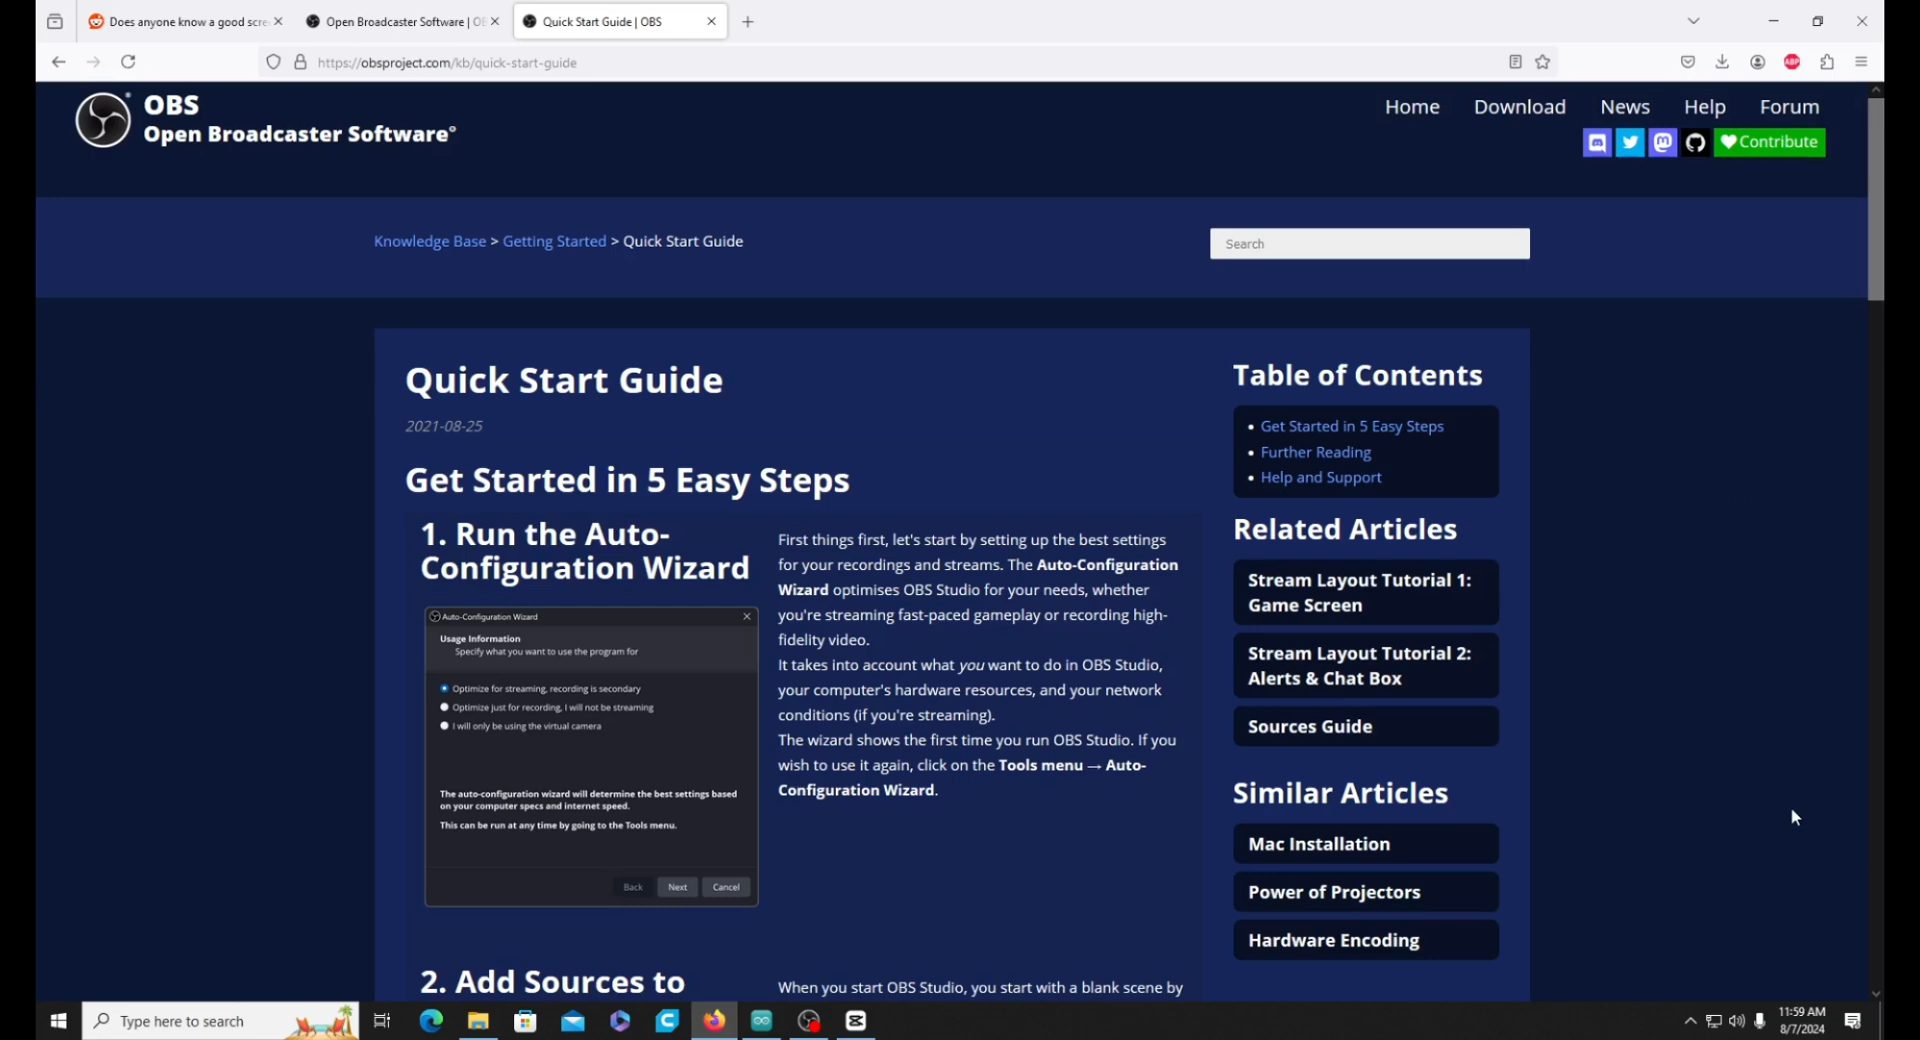 Does anyone know a good scre
Open Broadcaster Software | OB
Quick Start Guide | OBS
https://obsproject.com/kb/quick-start-guide
ABP
OBS
Open Broadcaster Software
Home
Download
News
Help
Forum
Contribute
Knowledge Base > Getting Started > Quick Start Guide
Search
Quick Start Guide
2021-08-25
Get Started in 5 Easy Steps
1. Run the Auto-
Configuration Wizard
Auto-Configuration Wizard
Usage Information
Specify what you want to use the program for
Optimize for streaming, recording is secondary
Optimize just for recording, I will not be streaming
I will only be using the virtual camera
The auto-configuration wizard will determine the best settings based
on your computer specs and internet speed.
This can be run at any time by going to the Tools menu.
Back
Next
Cancel
First things first, let's start by setting up the best settings
for your recordings and streams. The Auto-Configuration
Wizard optimises OBS Studio for your needs, whether
you're streaming fast-paced gameplay or recording high-
fidelity video.
It takes into account what you want to do in OBS Studio,
your computer's hardware resources, and your network
conditions (if you're streaming).
The wizard shows the first time you run OBS Studio. If you
wish to use it again, click on the Tools menu → Auto-
Configuration Wizard.
2. Add Sources to
When you start OBS Studio, you start with a blank scene by
Table of Contents
Get Started in 5 Easy Steps
Further Reading
Help and Support
Related Articles
Stream Layout Tutorial 1:
Game Screen
Stream Layout Tutorial 2:
Alerts & Chat Box
Sources Guide
Similar Articles
Mac Installation
Power of Projectors
Hardware Encoding
Type here to search
11:59 AM
8/7/2024